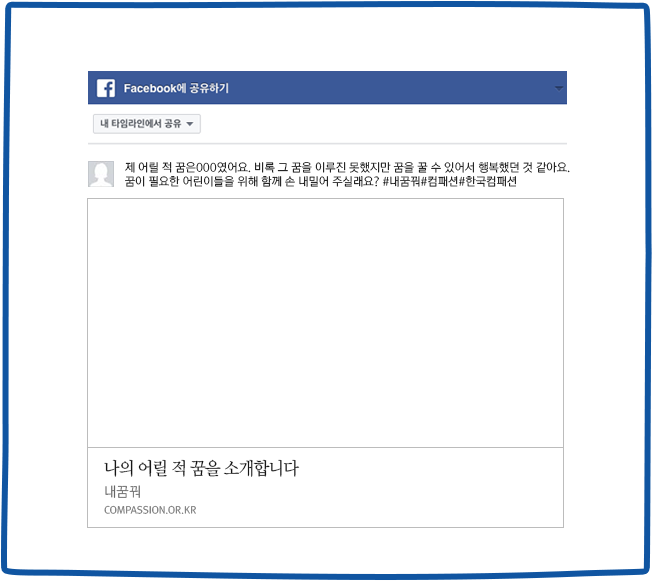 Facebook에 공유하기
내 타임라인에서 공유
제 어릴 적 꿈은OOO였어요. 비록 그 꿈을 이루진 못했지만 꿈을 꿀 수 있어서 행복했던 것 같아요.
꿈이 필요한 어린이들을 위해 함께 손 내밀어 주실래요? #내꿈꿔#컴패션#한국컴패션
나의 어릴 적 꿈을 소개합니다
내꿈꿔
COMPASSION.OR.KR